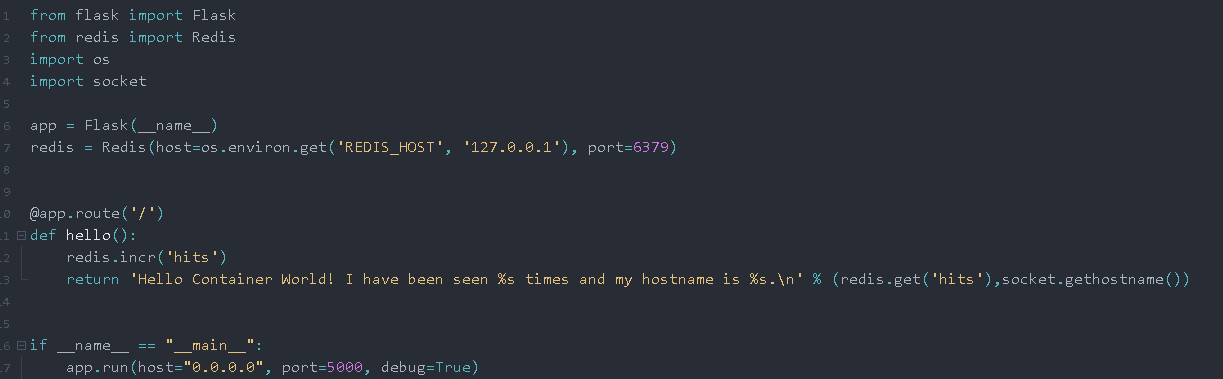 1 from flask import Flask
2 from redis import Redis
3 import os
4 import socket
5
6 app = Flask(__name__)
7 redis = Redis(host=os.environ.get('REDIS_HOST', '127.0.0.1'), port=6379)
8
9
10 @app.route('/')
11 def hello():
12     redis.incr('hits')
13     return 'Hello Container World! I have been seen %s times and my hostname is %s.\n' % (redis.get('hits'),socket.gethostname())
14
15
16 if __name__ == "__main__":
17     app.run(host="0.0.0.0", port=5000, debug=True)